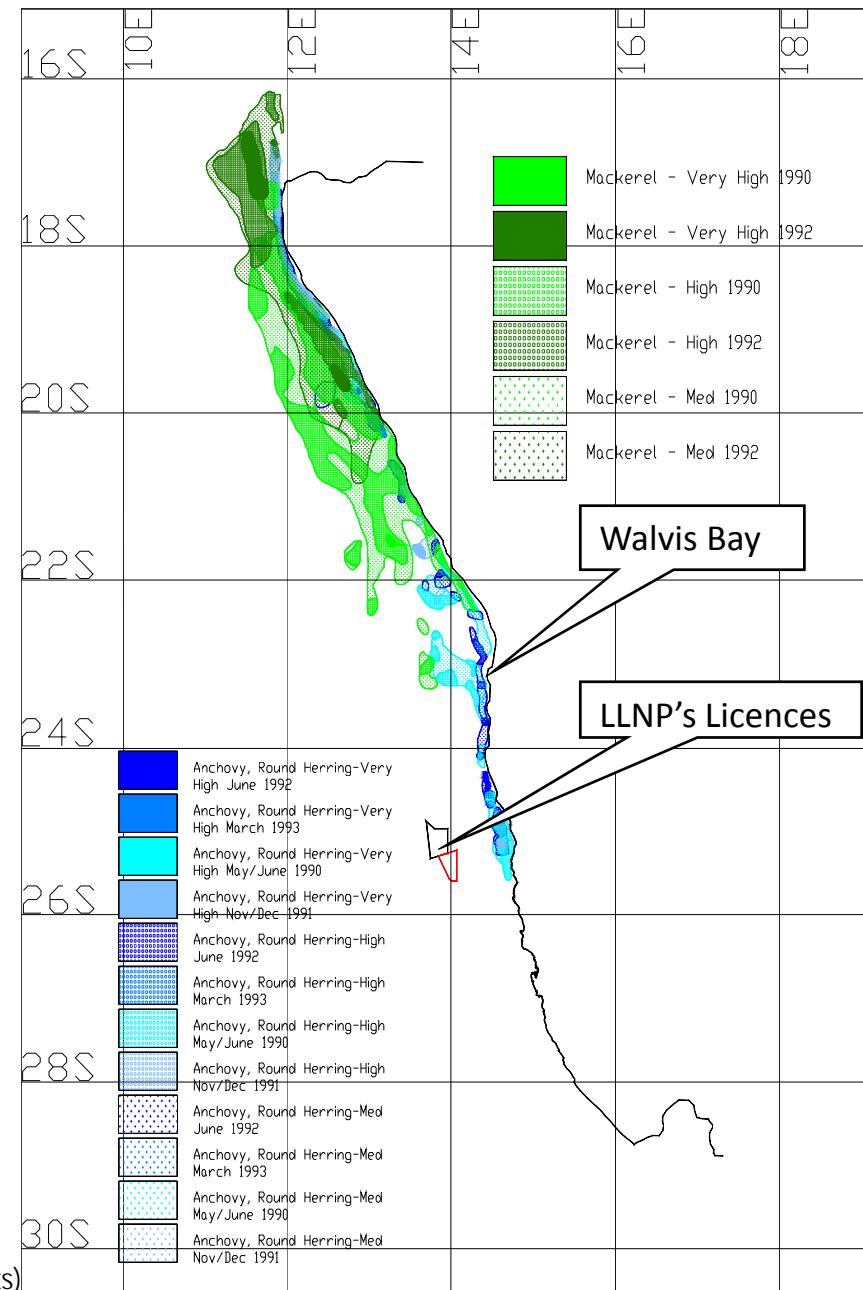 10E
12E
14E
16E
18E
16S
18S
20S
22S
24S
26S
28S
30S
Mackerel - Very High 1990
Mackerel - Very High 1992
Mackerel - High 1990
Mackerel - High 1992
Mackerel - Med 1990
Mackerel - Med 1992
Walvis Bay
LLNP's Licences
Anchovy, Round Herring-Very
High June 1992
Anchovy, Round Herring-Very
High March 1993
Anchovy, Round Herring-Very
High May/June 1990
Anchovy, Round Herring-Very
High Nov/Dec 1991
Anchovy, Round Herring-High
June 1992
Anchovy, Round Herring-High
March 1993
Anchovy, Round Herring-High
May/June 1990
Anchovy, Round Herring-High
Nov/Dec 1991
Anchovy, Round Herring-Med
June 1992
Anchovy, Round Herring-Med
March 1993
Anchovy, Round Herring-Med
May/June 1990
Anchovy, Round Herring-Med
Nov/Dec 1991